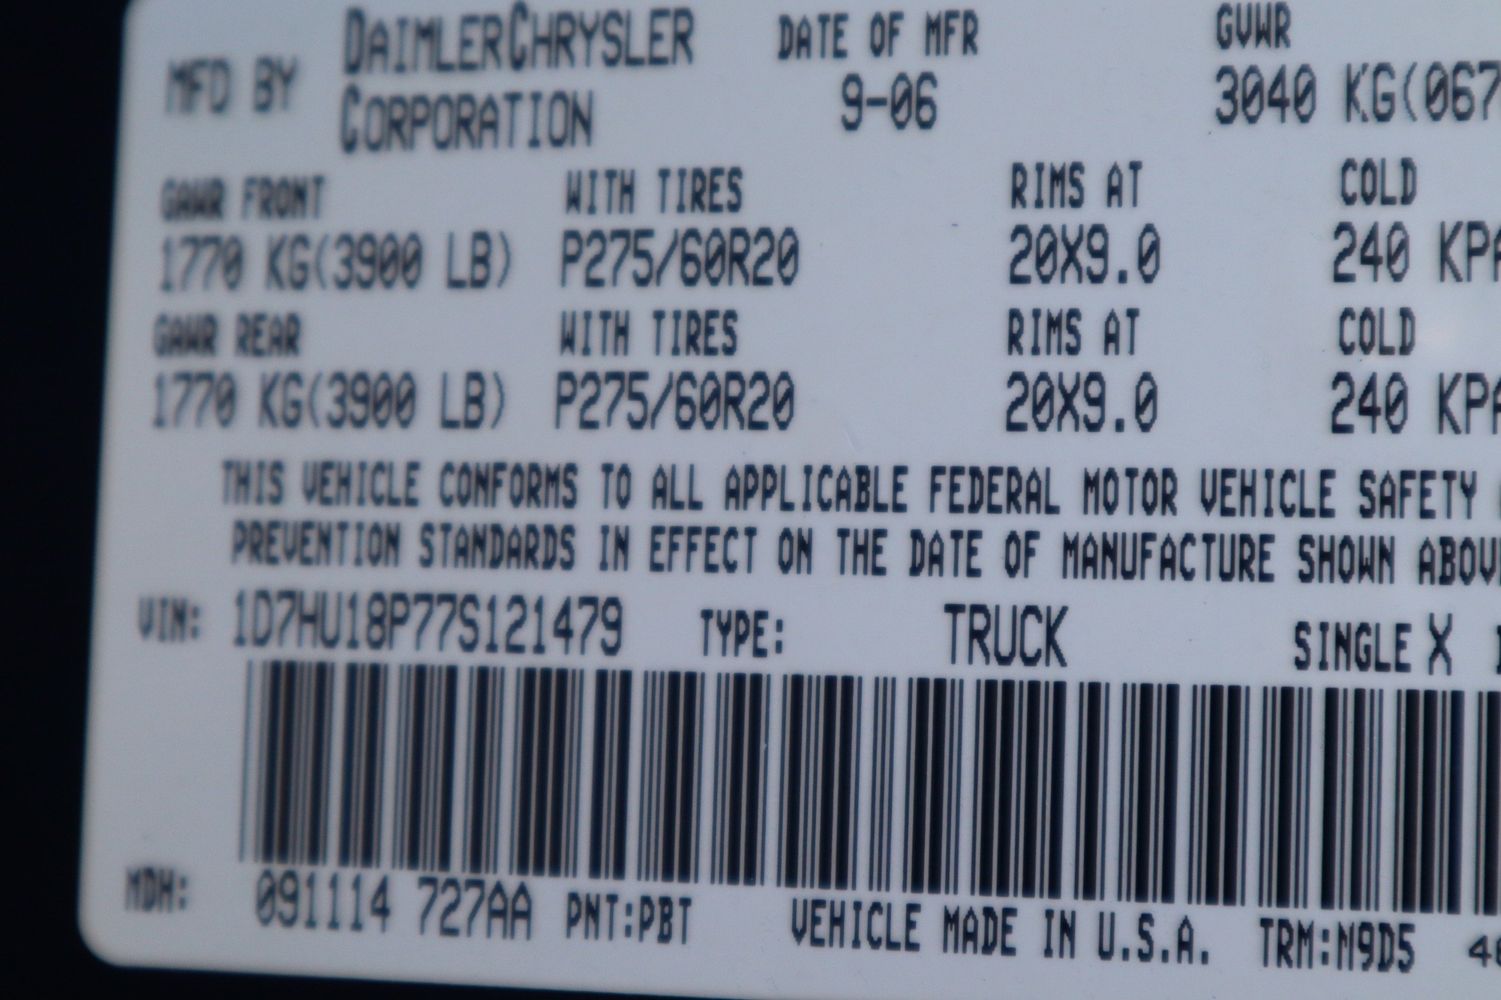 MFD BY DAIMLERCHRYSLER CORPORATION DATE OF MFR 9-06 GVWR 3040 KG(067
GAWR FRONT WITH TIRES RIMS AT COLD
1770 KG(3900 LB) P275/60R20 20X9.0 240 KPA
GAWR REAR WITH TIRES RIMS AT COLD
1770 KG(3900 LB) P275/60R20 20X9.0 240 KPA
THIS VEHICLE CONFORMS TO ALL APPLICABLE FEDERAL MOTOR VEHICLE SAFETY
PREVENTION STANDARDS IN EFFECT ON THE DATE OF MANUFACTURE SHOWN ABOV
VIN: 1D7HU18P77S121479 TYPE: TRUCK SINGLE X
MDH: 091114 727AA PNT:PBT VEHICLE MADE IN U.S.A. TRM:M9D5